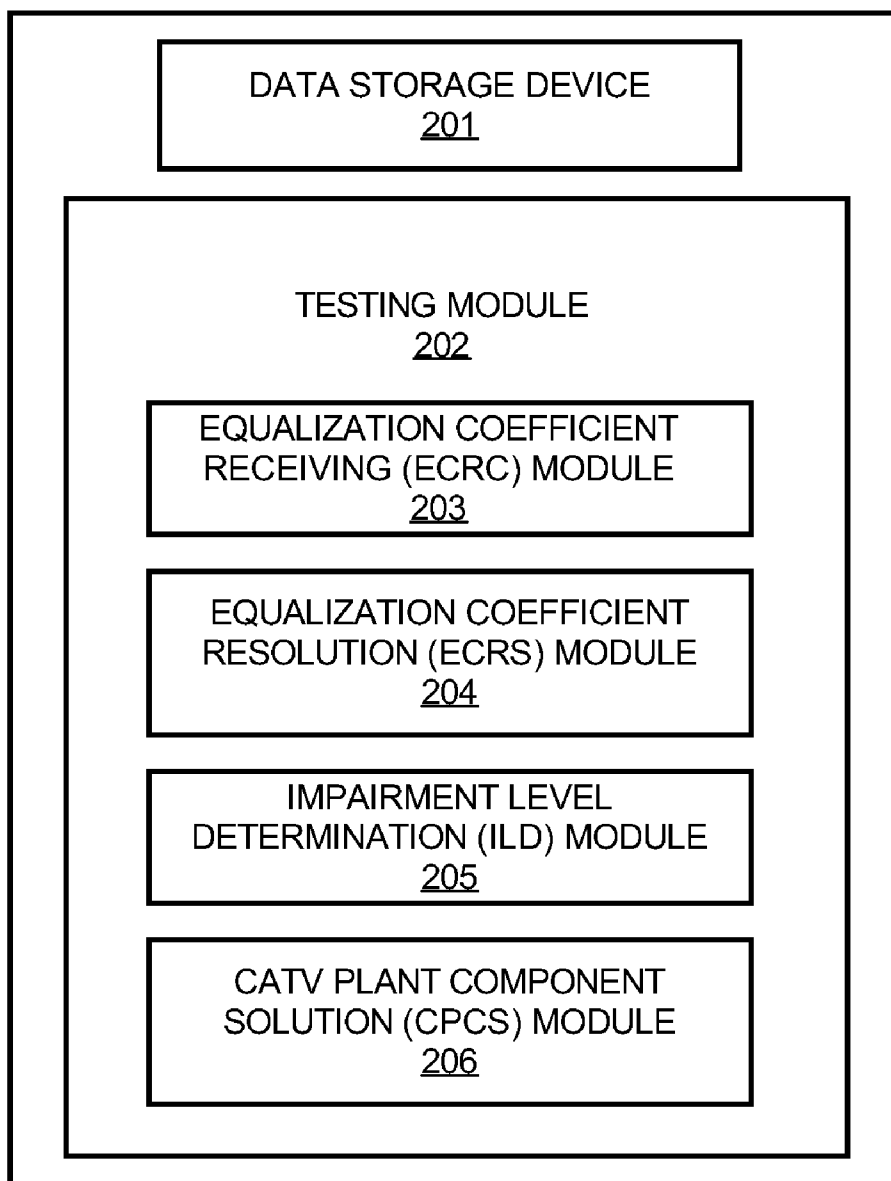 DATA STORAGE DEVICE
201
TESTING MODULE
202
EQUALIZATION COEFFICIENT
RECEIVING (ECRC) MODULE
203
EQUALIZATION COEFFICIENT
RESOLUTION (ECRS) MODULE
204
IMPAIRMENT LEVEL
DETERMINATION (ILD) MODULE
205
CATV PLANT COMPONENT
SOLUTION (CPCS) MODULE
206